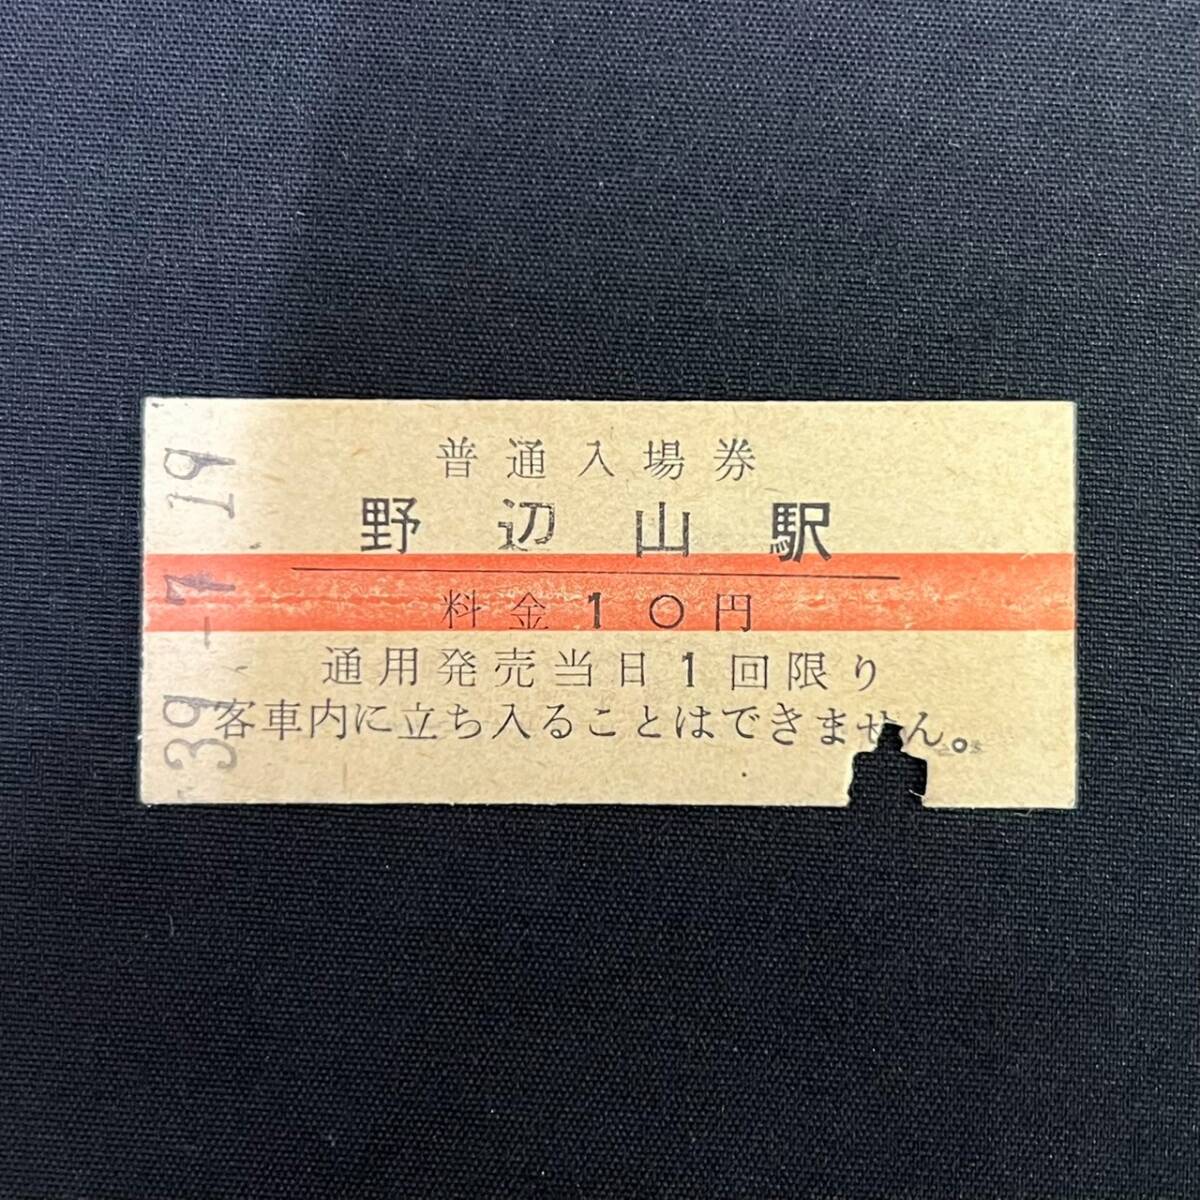 普通入場券
野辺山駅
料金10円
通用発売当日1回限り
客車内に立ち入ることはできません。
39.-7.19